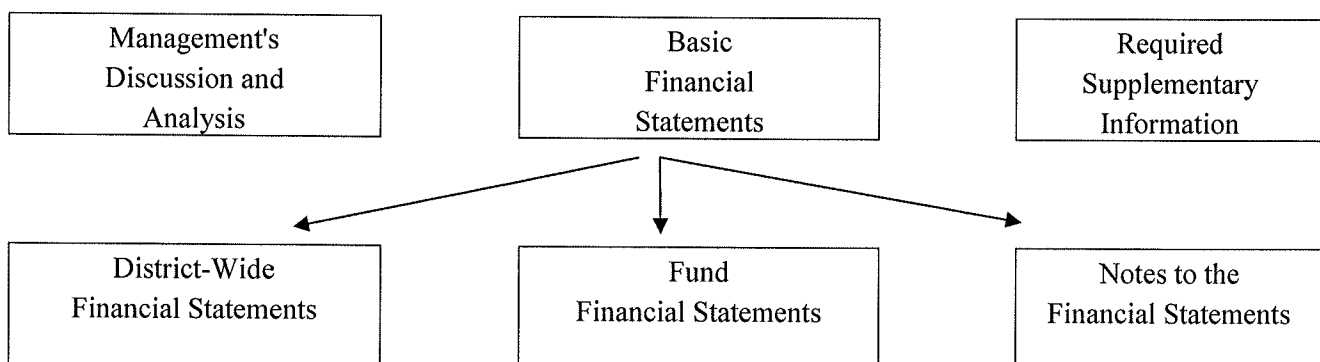 Management's
Discussion and
Analysis
Basic
Financial
Statements
Required
Supplementary
Information
District-Wide
Financial Statements
Fund
Financial Statements
Notes to the
Financial Statements